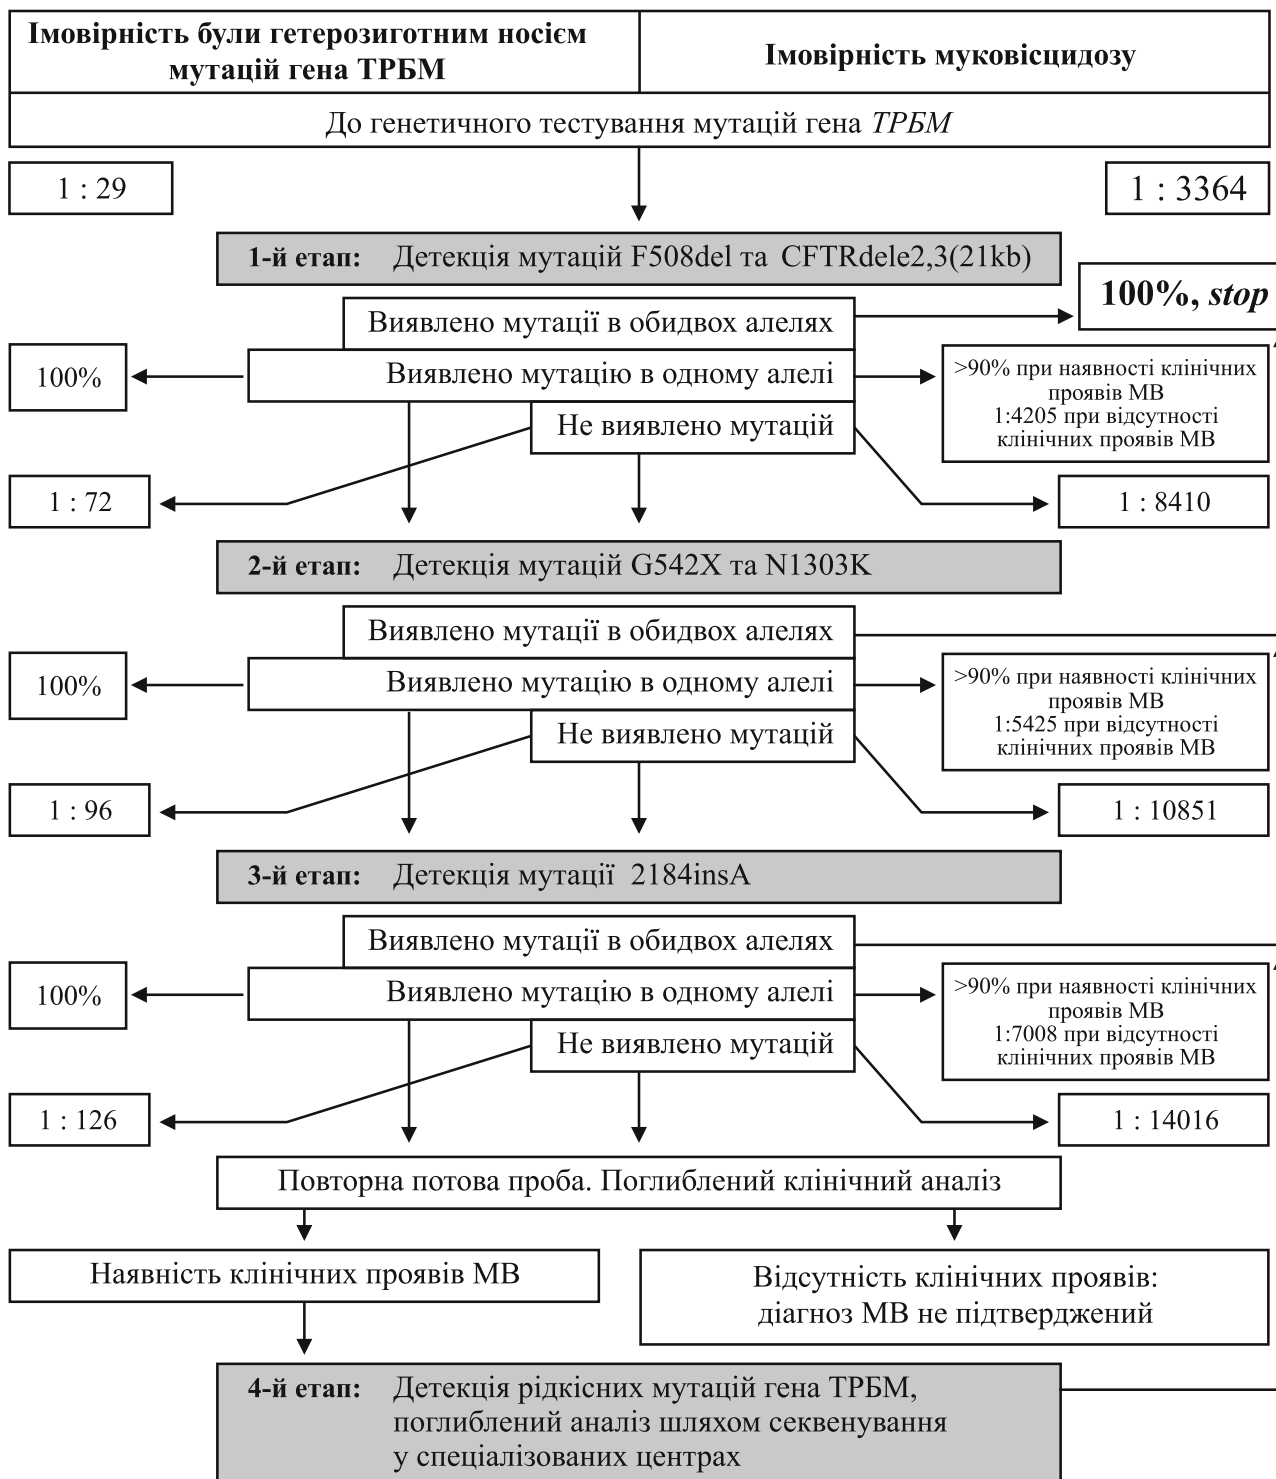 Імовірність були гетерозиготним носієм
мутацій гена ТРБМ
Імовірність муковісцидозу
До генетичного тестування мутацій гена ТРБМ
1 : 29
1 : 3364
1-й етап: Детекція мутацій F508del та CFTRdele2,3(21kb)
100%, stop
Виявлено мутації в обидвох алелях
100%
Виявлено мутацію в одному алелі
>90% при наявності клінічних
проявів МВ
1:4205 при відсутності
клінічних проявів МВ
Не виявлено мутацій
1 : 72
1 : 8410
2-й етап: Детекція мутацій G542X та N1303K
Виявлено мутації в обидвох алелях
100%
Виявлено мутацію в одному алелі
>90% при наявності клінічних
проявів МВ
1:5425 при відсутності
клінічних проявів МВ
Не виявлено мутацій
1 : 96
1 : 10851
3-й етап: Детекція мутації 2184insA
Виявлено мутації в обидвох алелях
100%
Виявлено мутацію в одному алелі
>90% при наявності клінічних
проявів МВ
1:7008 при відсутності
клінічних проявів МВ
Не виявлено мутацій
1 : 126
1 : 14016
Повторна потова проба. Поглиблений клінічний аналіз
Наявність клінічних проявів МВ
Відсутність клінічних проявів:
діагноз МВ не підтверджений
4-й етап: Детекція рідкісних мутацій гена ТРБМ,
поглиблений аналіз шляхом секвенування
у спеціалізованих центрах